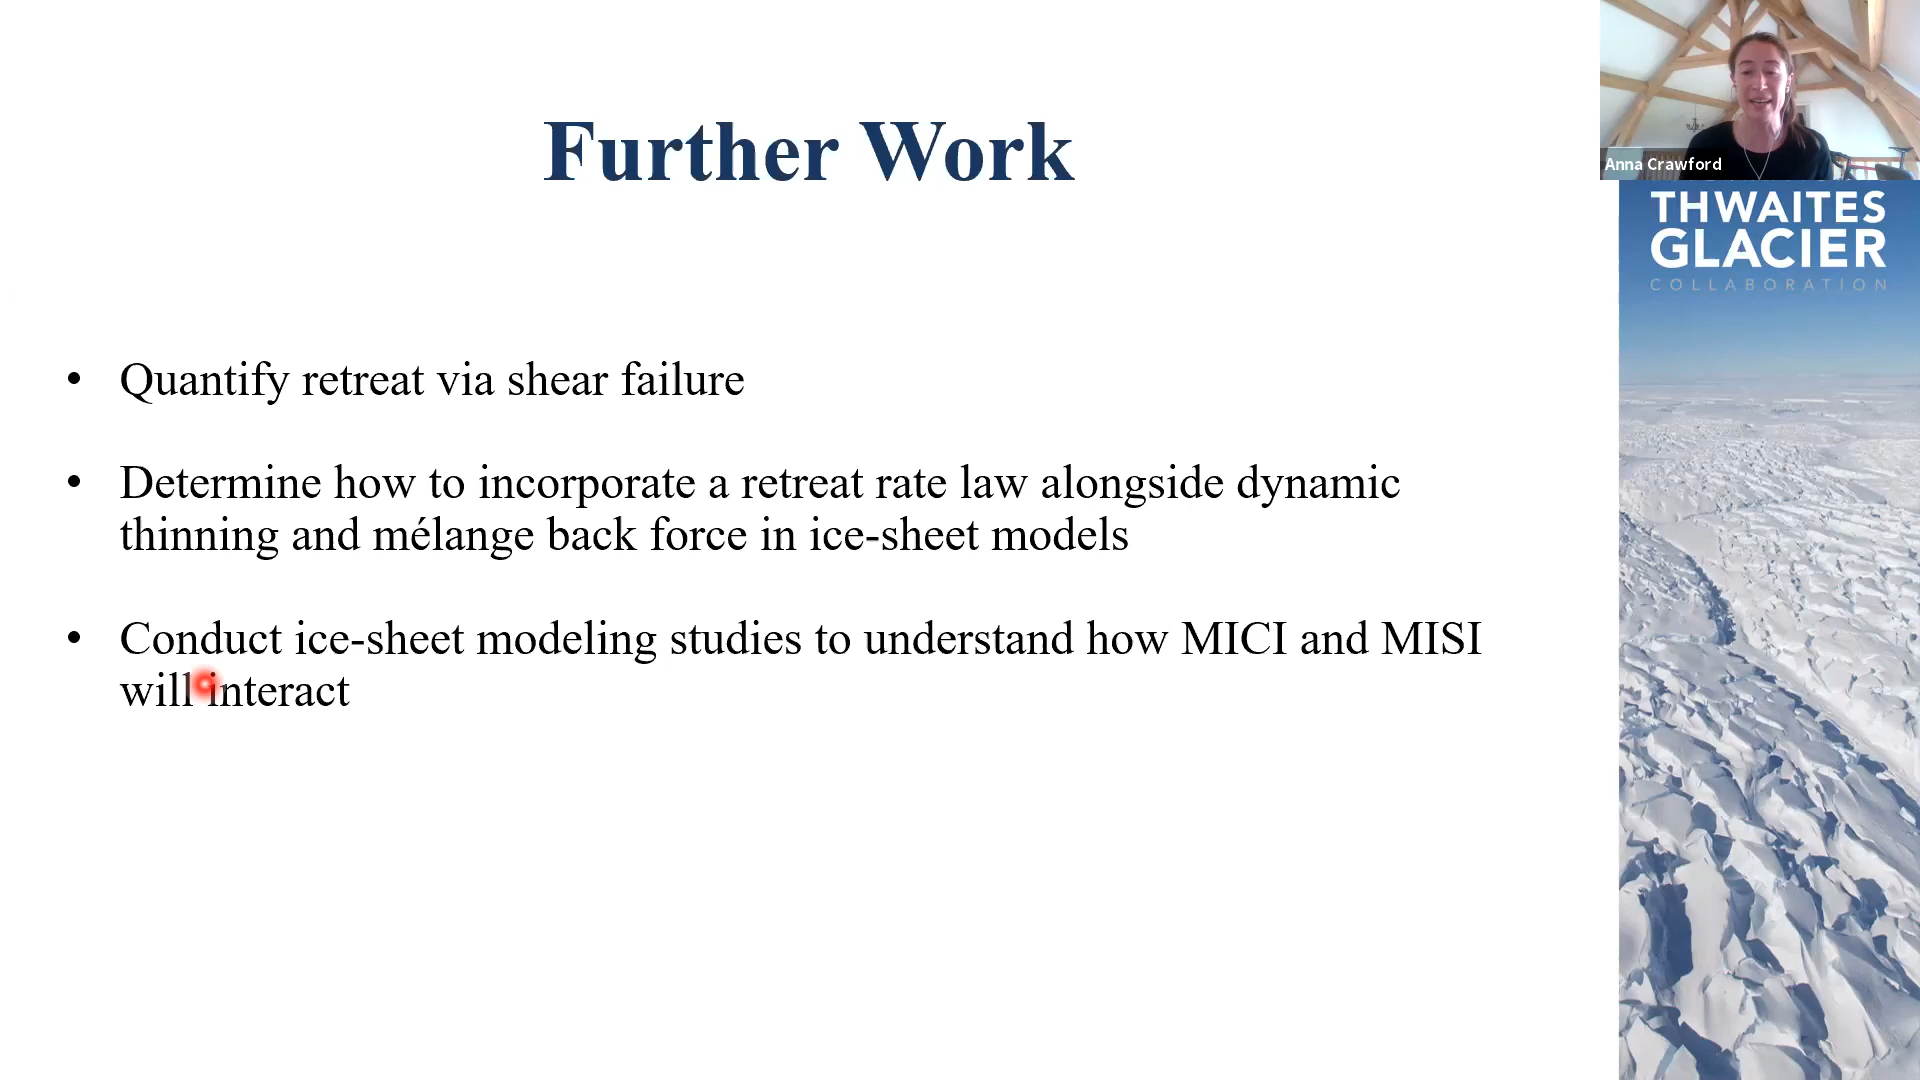 Further Work
Anna Crawford
THWAITES
GLACIER
COLLABORATION
• Quantify retreat via shear failure
• Determine how to incorporate a retreat rate law alongside dynamic
thinning and mélange back force in ice-sheet models
• Conduct ice-sheet modeling studies to understand how MICI and MISI
will interact